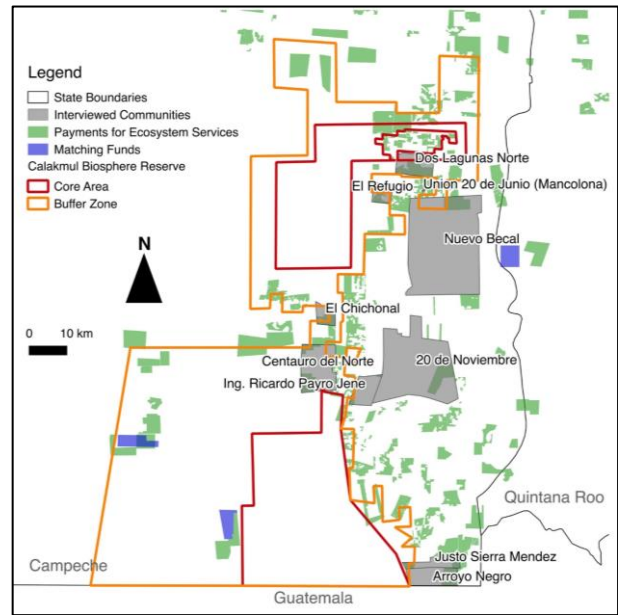 Legend
State Boundaries
Interviewed Communities
Payments for Ecosystem Services
Matching Funds
Calakmul Biosphere Reserve
Core Area
Buffer Zone
N
0 10 km
Dos Lagunas Norte
El Refugio
Unión 20 de Junio (Mancolona)
Nuevo Becal
El Chichonal
Centauro del Norte
20 de Noviembre
Ing. Ricardo Payro Jene
Quintana Roo
Justo Sierra Mendez
Campeche
Arroyo Negro
Guatemala